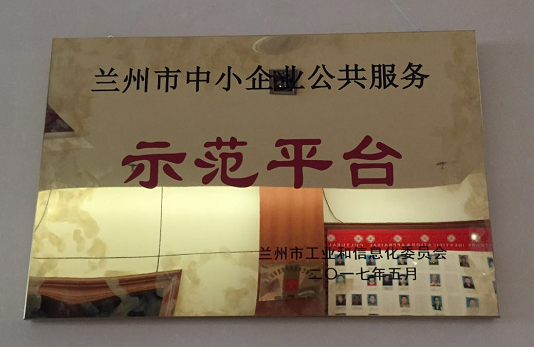 兰州市中小企业公共服务
示范平台
兰州市工业和信息化委员会
二〇一七年五月